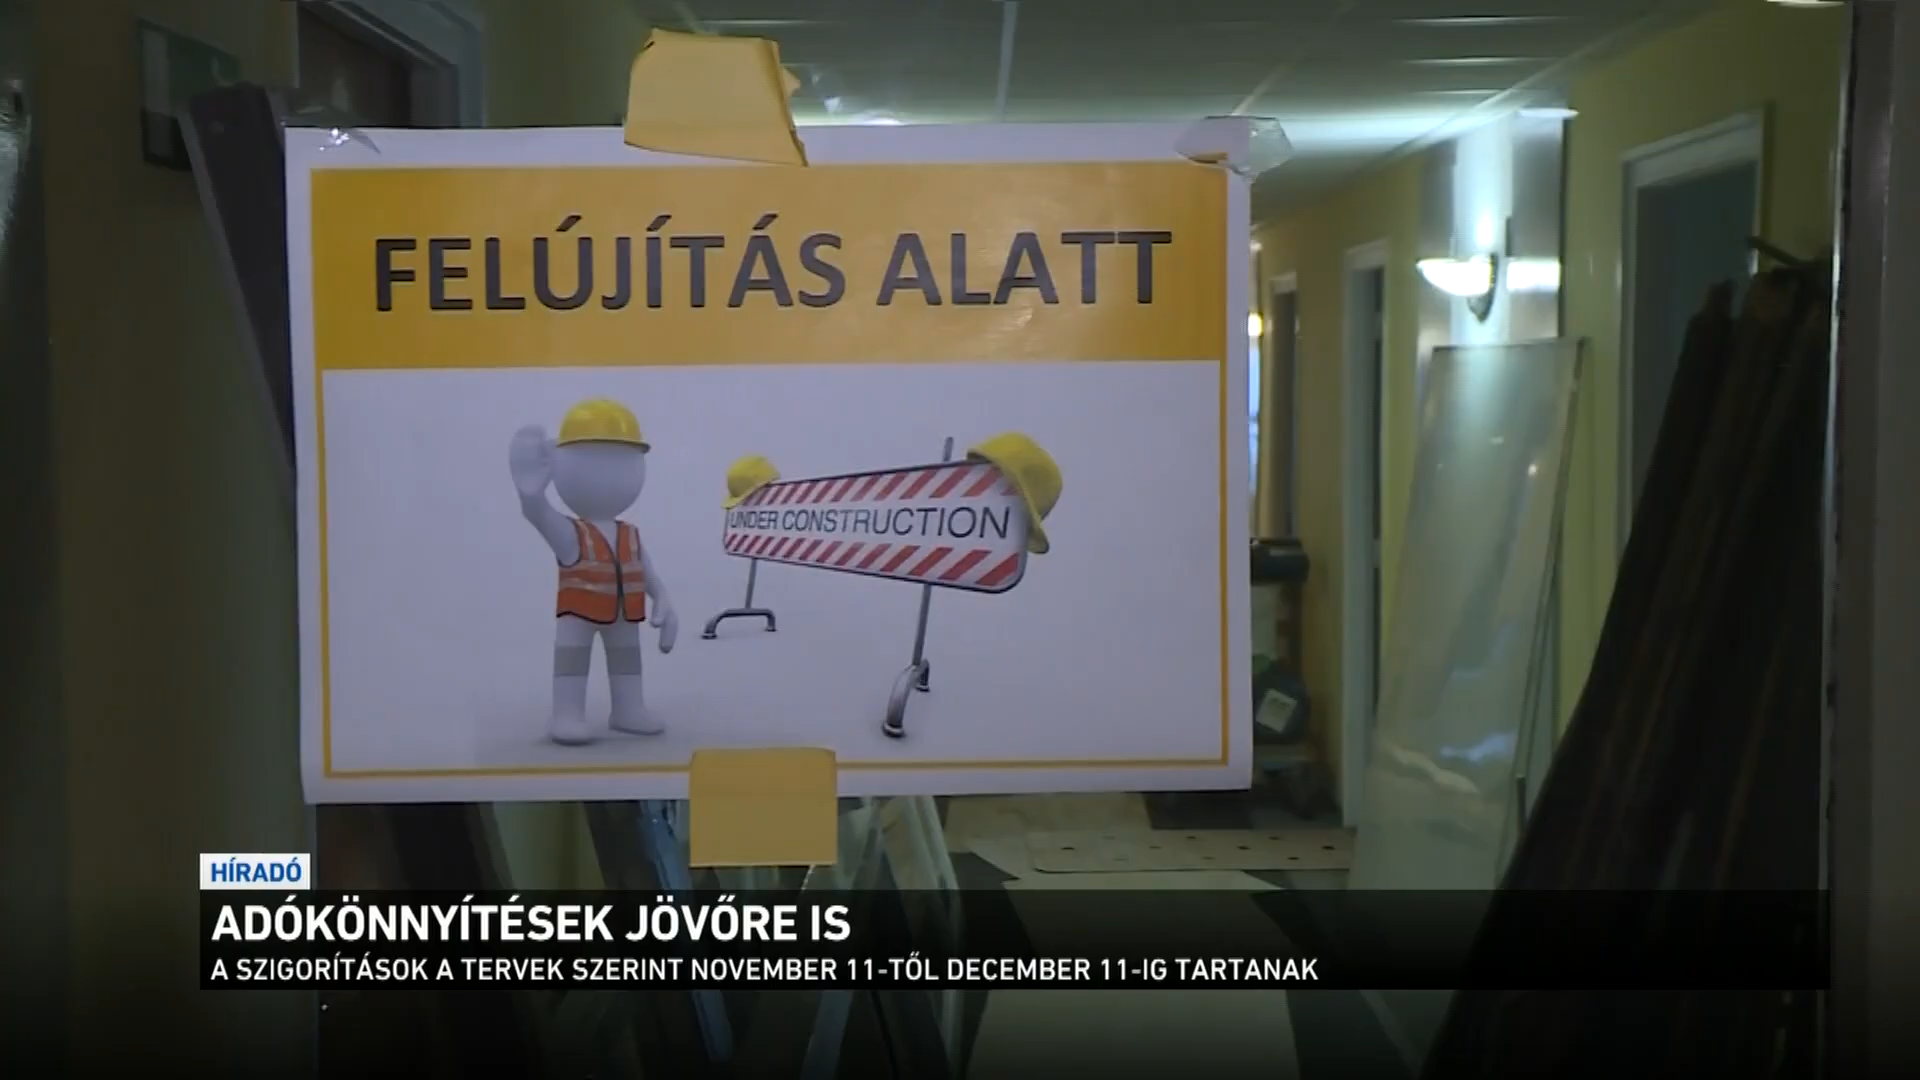 FELÚJÍTÁS ALATT
UNDER CONSTRUCTION
HÍRADÓ
ADÓKÖNNYÍTÉSEK JÖVŐRE IS
A SZIGORÍTÁSOK A TERVEK SZERINT NOVEMBER 11-TŐL DECEMBER 11-IG TARTANAK